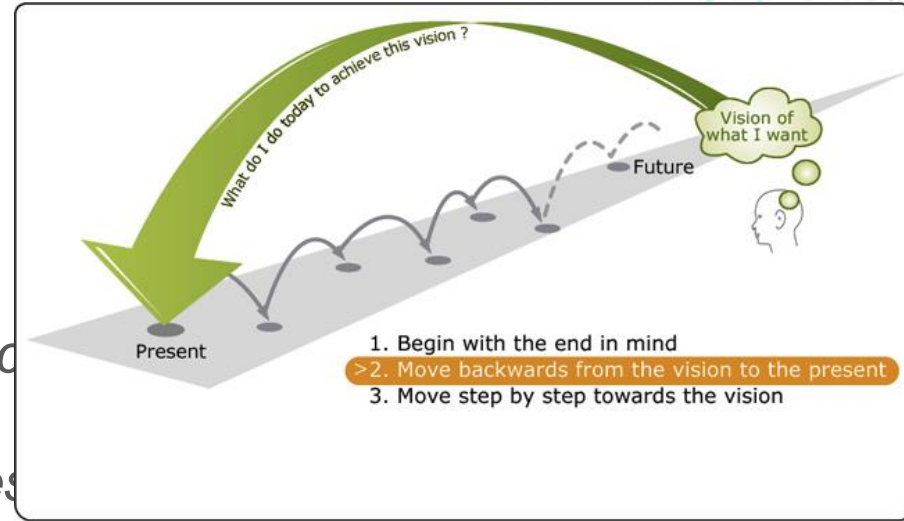 What do I do today to achieve this vision ?
Vision of
what I want
Future
Present
1. Begin with the end in mind
>2. Move backwards from the vision to the present
3. Move step by step towards the vision